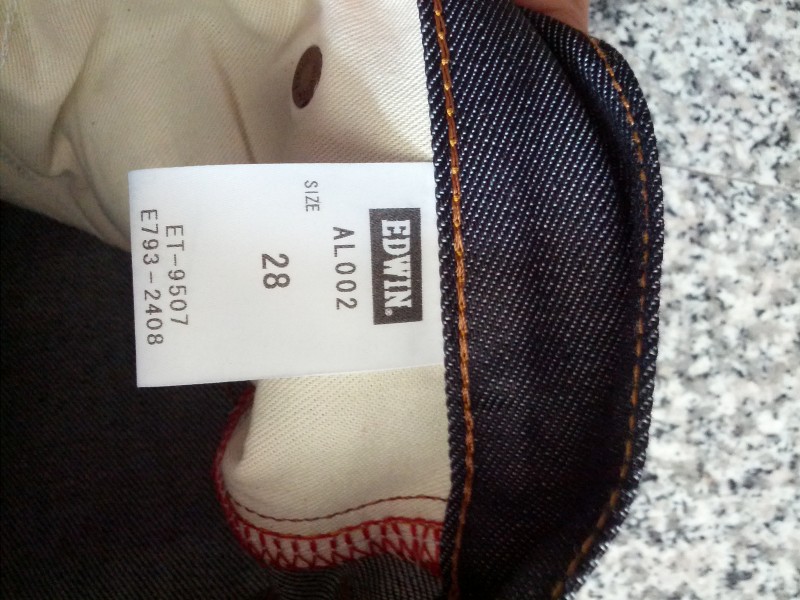 EDWIN.
AL002
SIZE
28
ET-9507
E793-2408